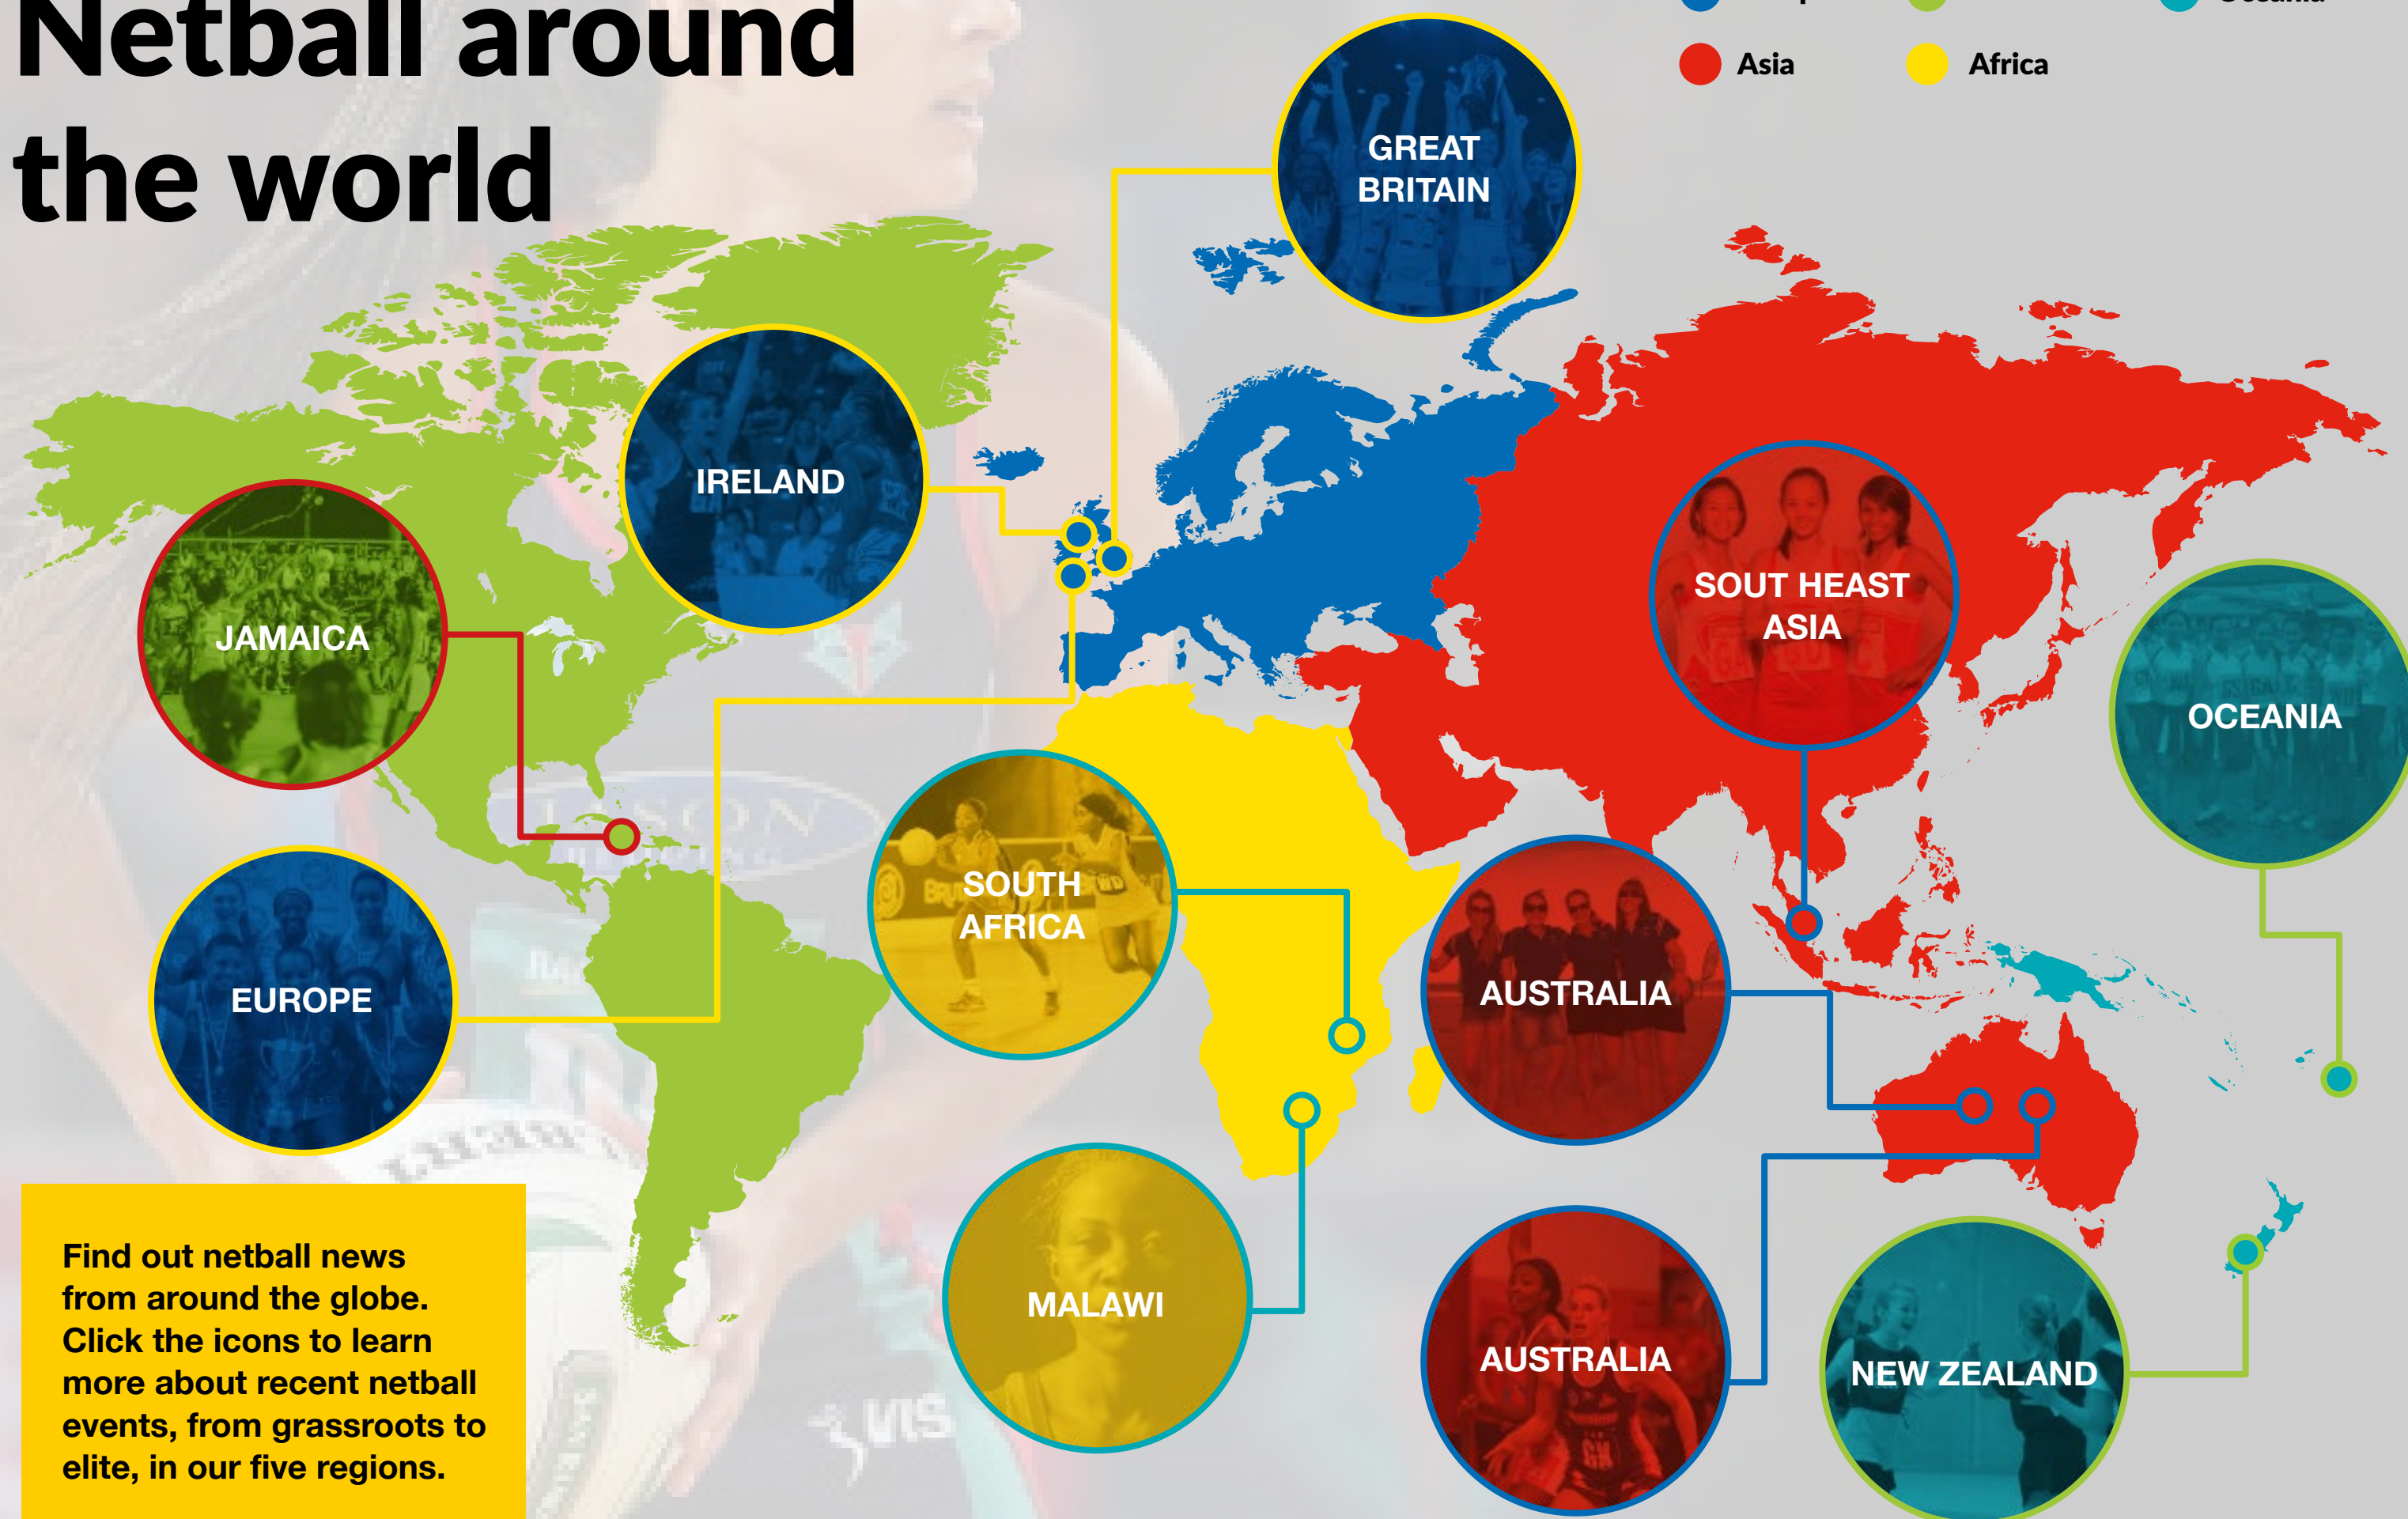 Netball around
the world
Asia
Africa
GREAT
BRITAIN
IRELAND
JAMAICA
SOUT HEAST
ASIA
OCEANIA
EUROPE
SOUTH
AFRICA
AUSTRALIA
MALAWI
AUSTRALIA
NEW ZEALAND
Find out netball news
from around the globe.
Click the icons to learn
more about recent netball
events, from grassroots to
elite, in our five regions.